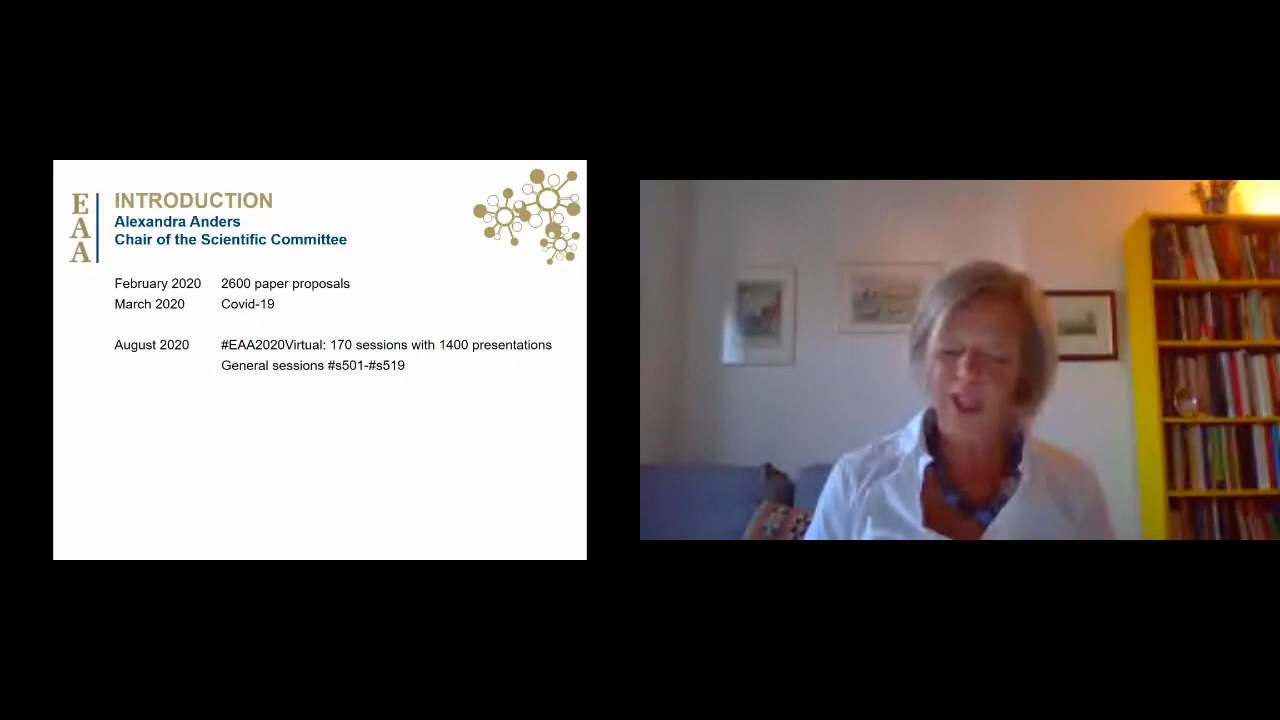 E
A
A
INTRODUCTION
Alexandra Anders
Chair of the Scientific Committee
February 2020 2600 paper proposals
March 2020 Covid-19
August 2020 #EAA2020Virtual: 170 sessions with 1400 presentations
General sessions #s501-#s519